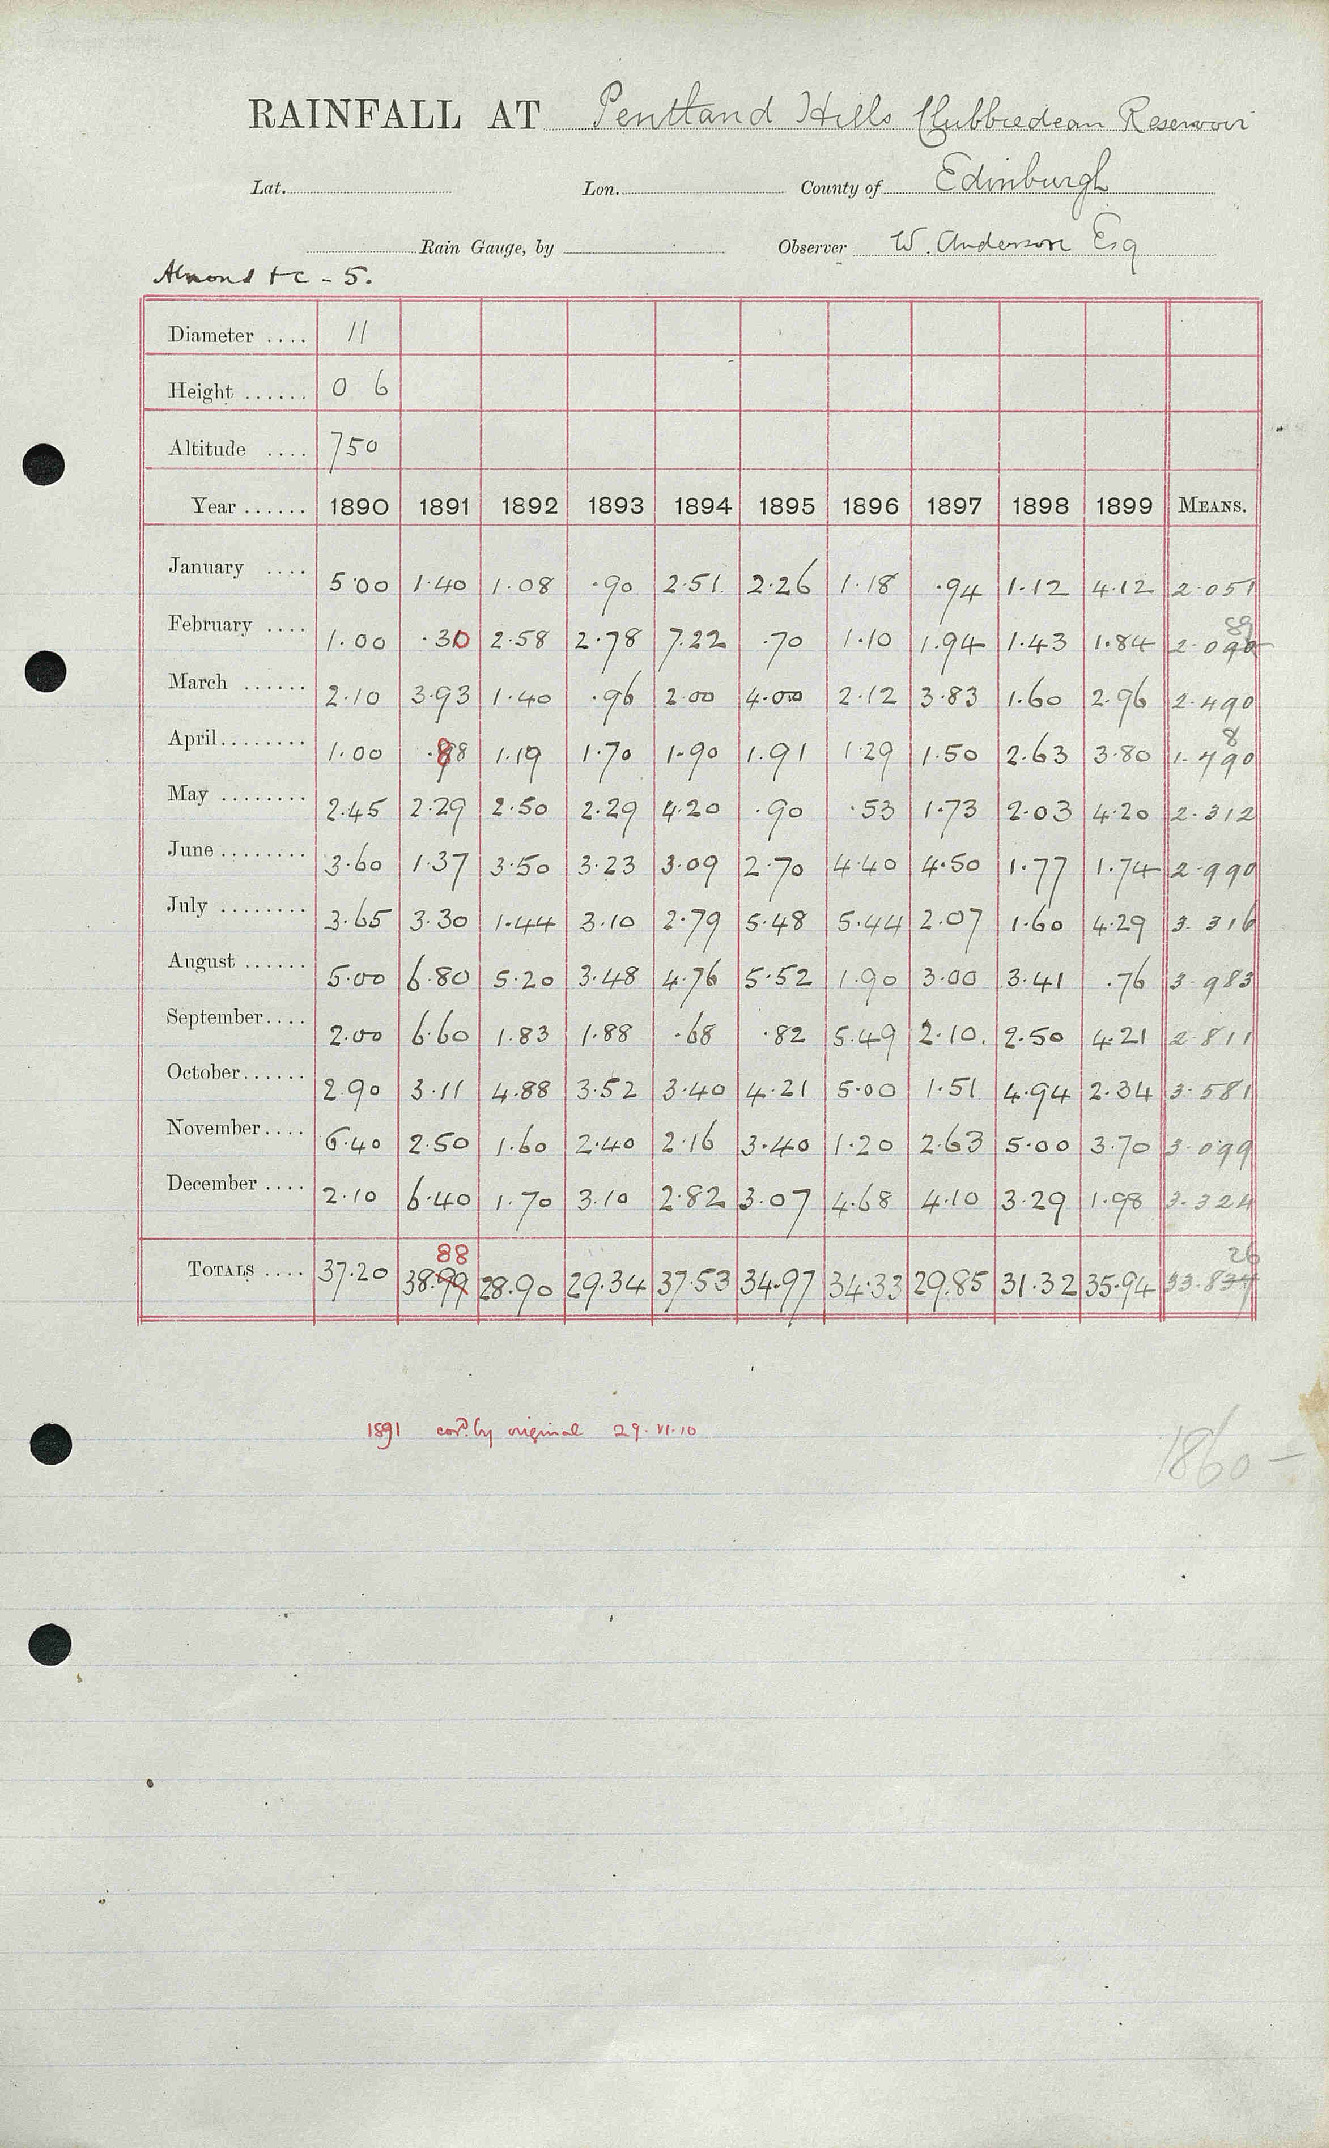 RAINFALL AT Pentland Hills Clubbiedean Reservoir
Lat. Lon. County of Edinburgh
Rain Gauge, by Observer W. Anderson Esq
Almond &c - 5.
Diameter .... 11
Height ...... 0 6
Altitude .... 750
Year ...... 1890 1891 1892 1893 1894 1895 1896 1897 1898 1899 MEANS.
January .... 5.00 1.40 1.08 .90 2.51 2.26 1.18 .94 1.12 4.12 2.051
89
February .... 1.00 .30 2.58 2.78 7.22 .70 1.10 1.94 1.43 1.84 2.090
March ...... 2.10 3.93 1.40 .96 2.00 4.00 2.12 3.83 1.60 2.96 2.490
8
April ........ 1.00 .88 1.19 1.70 1.90 1.91 1.29 1.50 2.63 3.80 1.790
May ........ 2.45 2.29 2.50 2.29 4.20 .90 .53 1.73 2.03 4.20 2.312
June ........ 3.60 1.37 3.50 3.23 3.09 2.70 4.40 4.50 1.77 1.74 2.990
July ........ 3.65 3.30 1.44 3.10 2.79 5.48 5.44 2.07 1.60 4.29 3.316
August ...... 5.00 6.80 5.20 3.48 4.76 5.52 1.90 3.00 3.41 .76 3.983
September.... 2.00 6.60 1.83 1.88 .68 .82 5.49 2.10. 2.50 4.21 2.811
October...... 2.90 3.11 4.88 3.52 3.40 4.21 5.00 1.51 4.94 2.34 3.581
November.... 6.40 2.50 1.60 2.40 2.16 3.40 1.20 2.63 5.00 3.70 3.099
December .... 2.10 6.40 1.70 3.10 2.82 3.07 4.68 4.10 3.29 1.98 3.324
88 26
TOTALS .... 37.20 38.99 28.90 29.34 37.53 34.97 34.33 29.85 31.32 35.94 33.837
1891 cord. by original 29.VI.10
1860 -